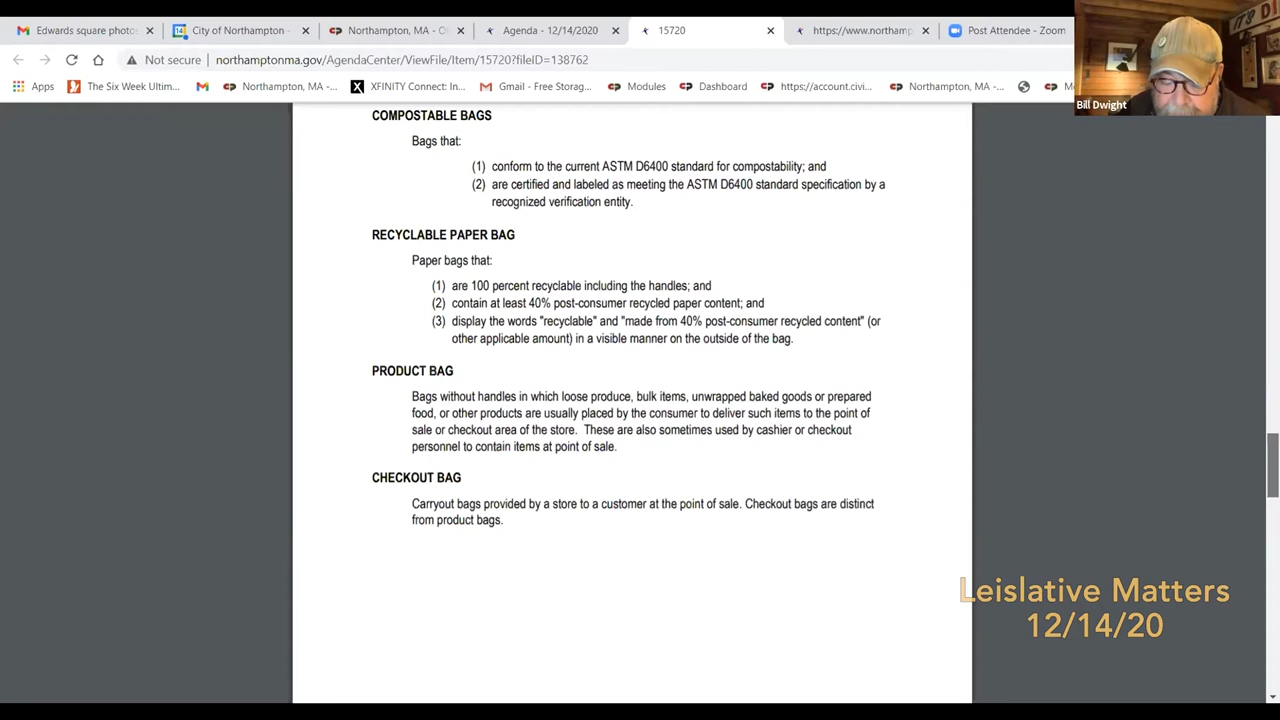 Edwards square photos
City of Northampton -
Northampton, MA - O
Agenda - 12/14/2020
15720
https://www.northamp
Post Attendee - Zoom
Not secure
northamptonma.gov/AgendaCenter/ViewFile/Item/15720?fileID=138762
Apps
The Six Week Ultim...
Northampton, MA -...
XFINITY Connect: In...
Gmail - Free Storag...
Modules
Dashboard
https://account.civi...
Northampton, MA -...
IT'S
Bill Dwight
COMPOSTABLE BAGS
Bags that:
(1) conform to the current ASTM D6400 standard for compostability; and
(2) are certified and labeled as meeting the ASTM D6400 standard specification by a
recognized verification entity.
RECYCLABLE PAPER BAG
Paper bags that:
(1) are 100 percent recyclable including the handles; and
(2) contain at least 40% post-consumer recycled paper content; and
(3) display the words "recyclable" and "made from 40% post-consumer recycled content" (or
other applicable amount) in a visible manner on the outside of the bag.
PRODUCT BAG
Bags without handles in which loose produce, bulk items, unwrapped baked goods or prepared
food, or other products are usually placed by the consumer to deliver such items to the point of
sale or checkout area of the store. These are also sometimes used by cashier or checkout
personnel to contain items at point of sale.
CHECKOUT BAG
Carryout bags provided by a store to a customer at the point of sale. Checkout bags are distinct
from product bags.
Leislative Matters
12/14/20